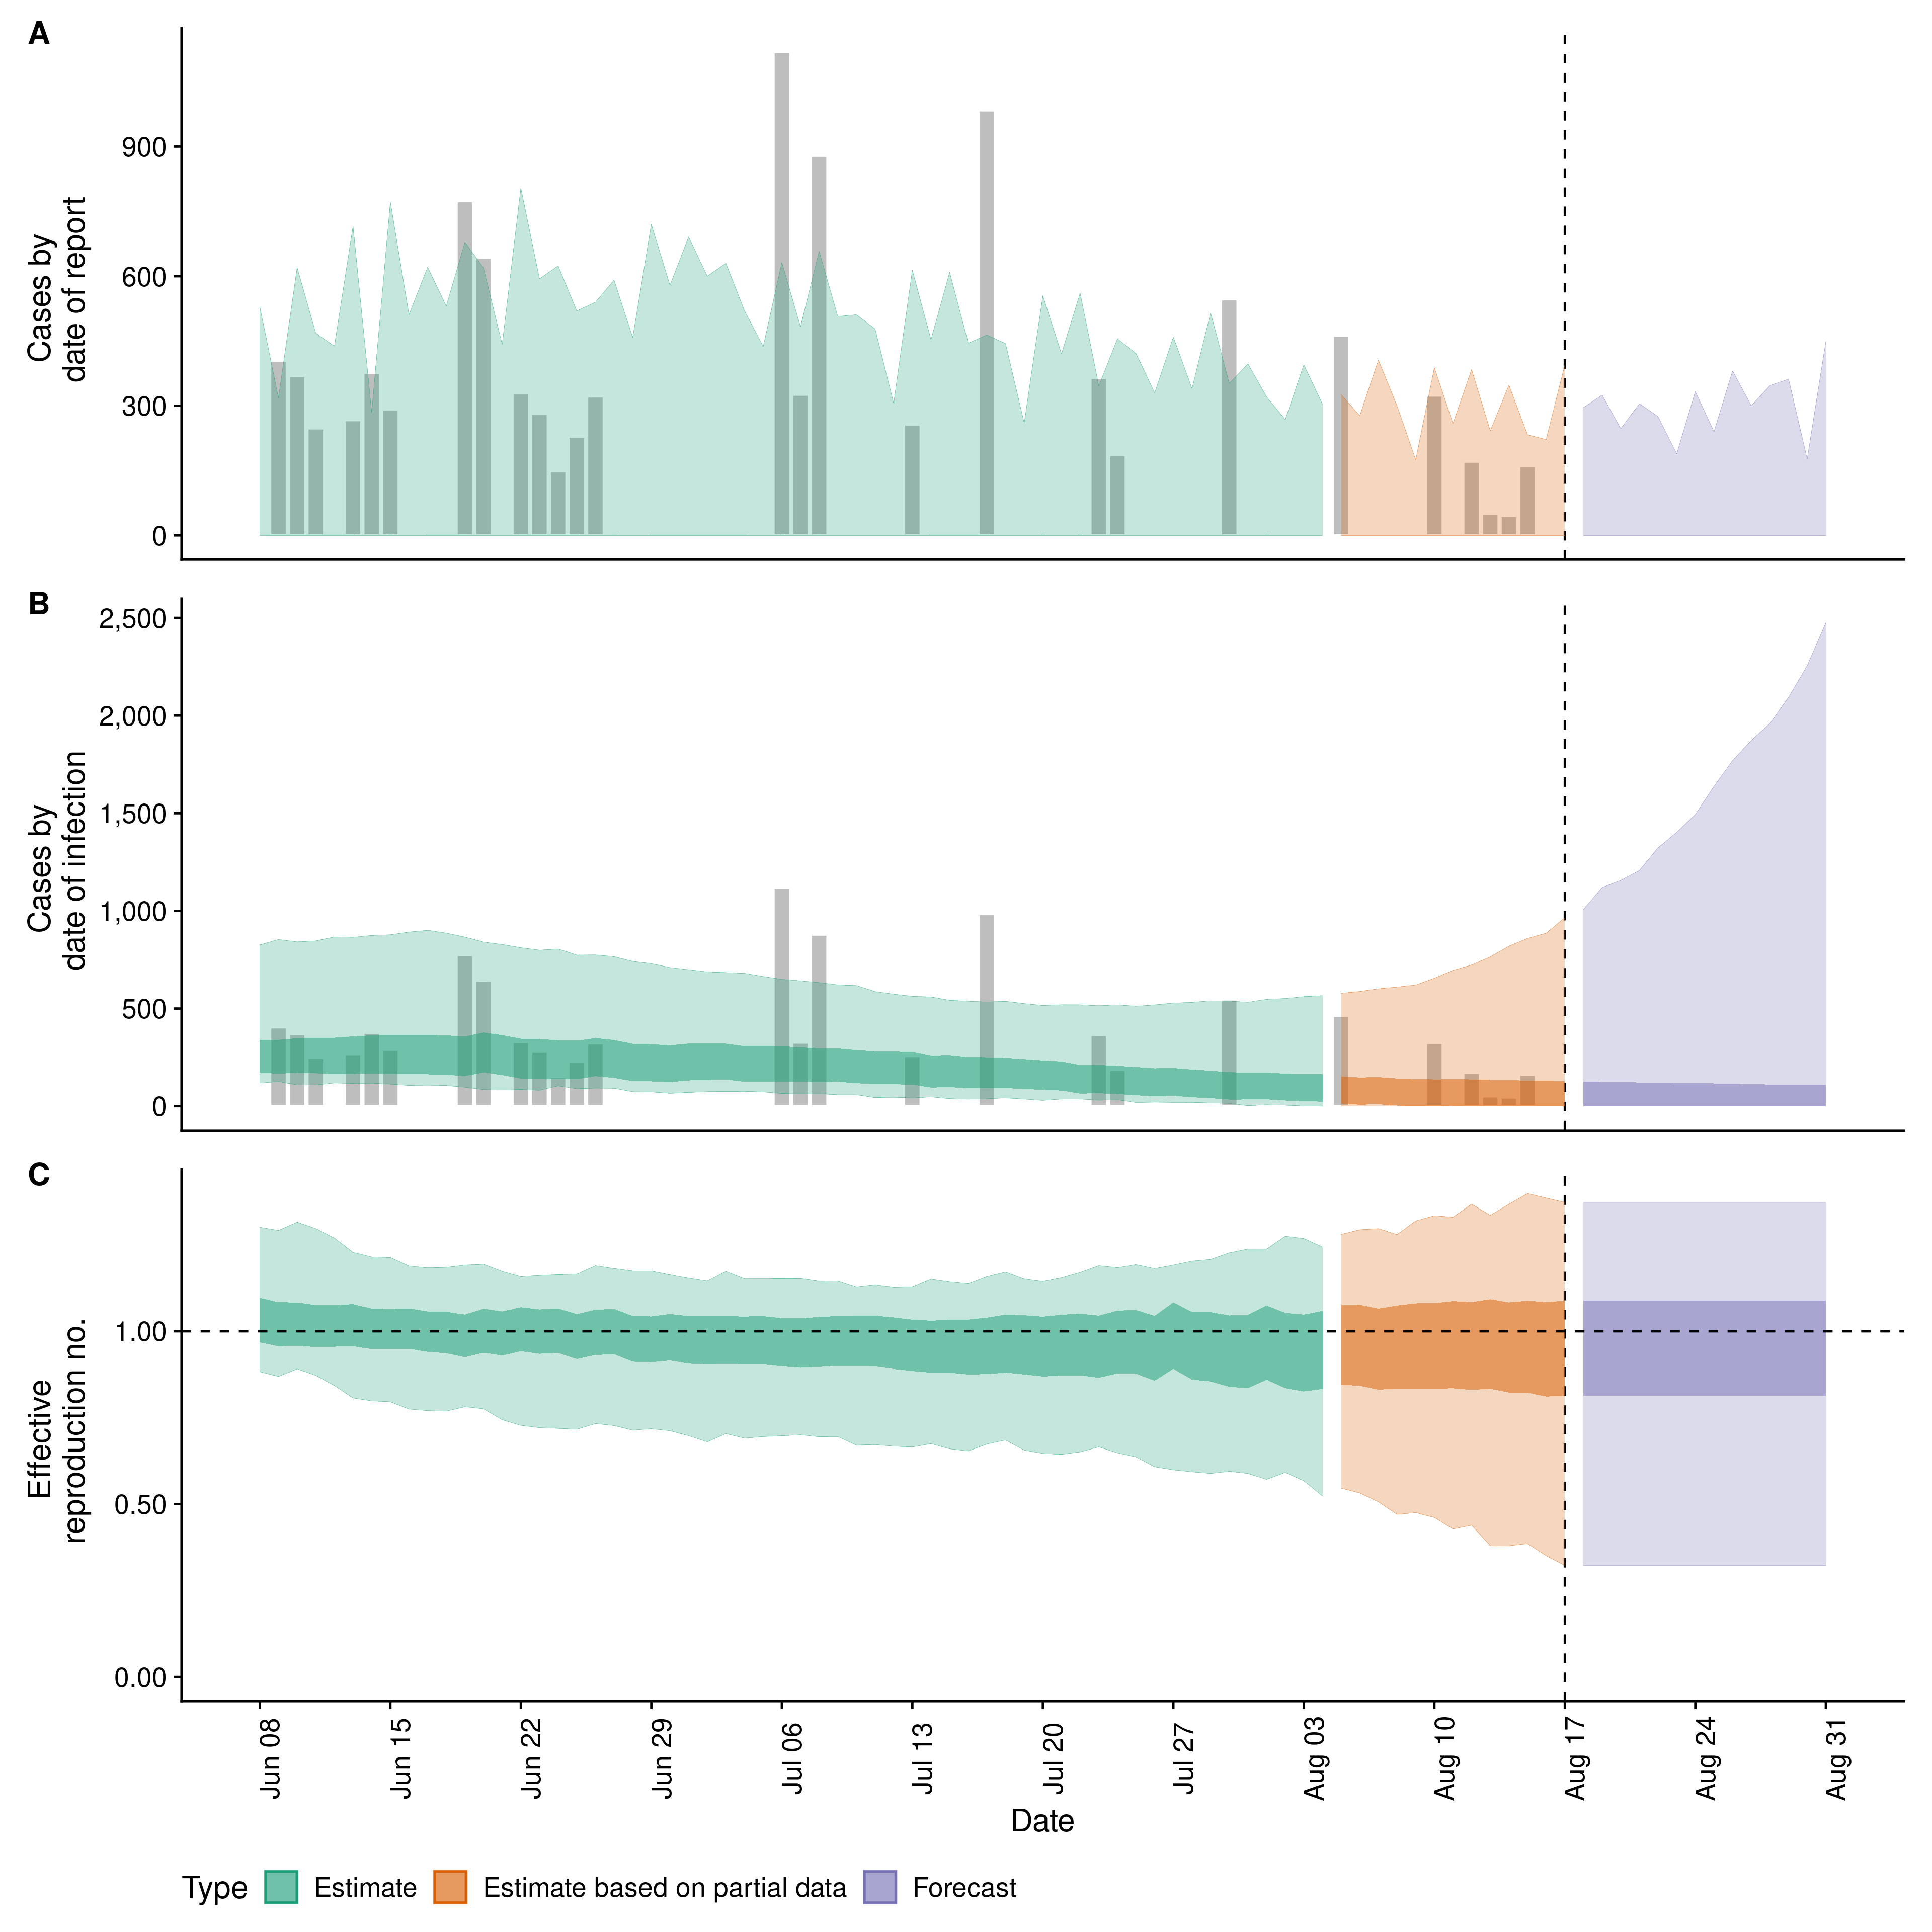 A
Cases by
date of report
900
600
300
0
B
Cases by
date of infection
2,500
2,000
1,500
1,000
500
0
C
Effective
reproduction no.
1.00
0.50
0.00
Jun 08
Jun 15
Jun 22
Jun 29
Jul 06
Jul 13
Jul 20
Jul 27
Aug 03
Aug 10
Aug 17
Aug 24
Aug 31
Date
Type Estimate Estimate based on partial data Forecast